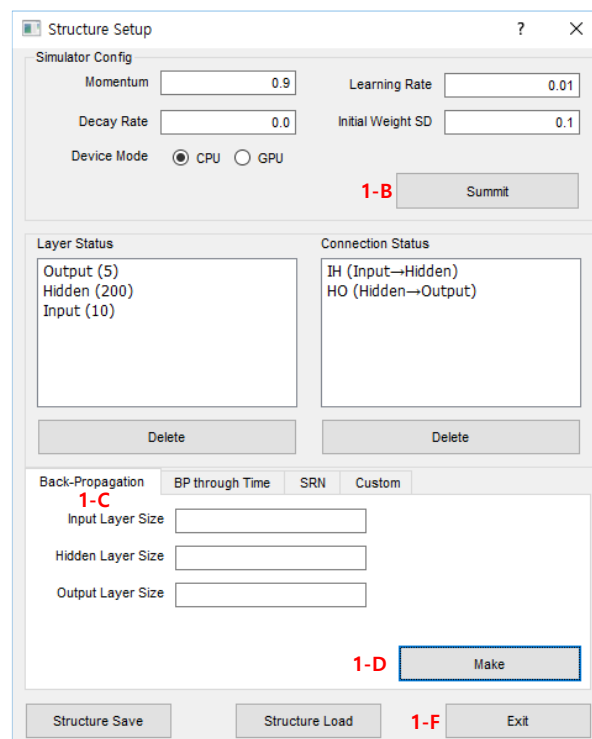 Structure Setup ? ×
Simulator Config
Momentum 0.9 Learning Rate 0.01
Decay Rate 0.0 Initial Weight SD 0.1
Device Mode CPU GPU
1-B Summit
Layer Status Connection Status
Output (5) IH (Input→Hidden)
Hidden (200) HO (Hidden→Output)
Input (10)
Delete Delete
Back-Propagation BP through Time SRN Custom
1-C
Input Layer Size
Hidden Layer Size
Output Layer Size
1-D Make
Structure Save Structure Load 1-F Exit